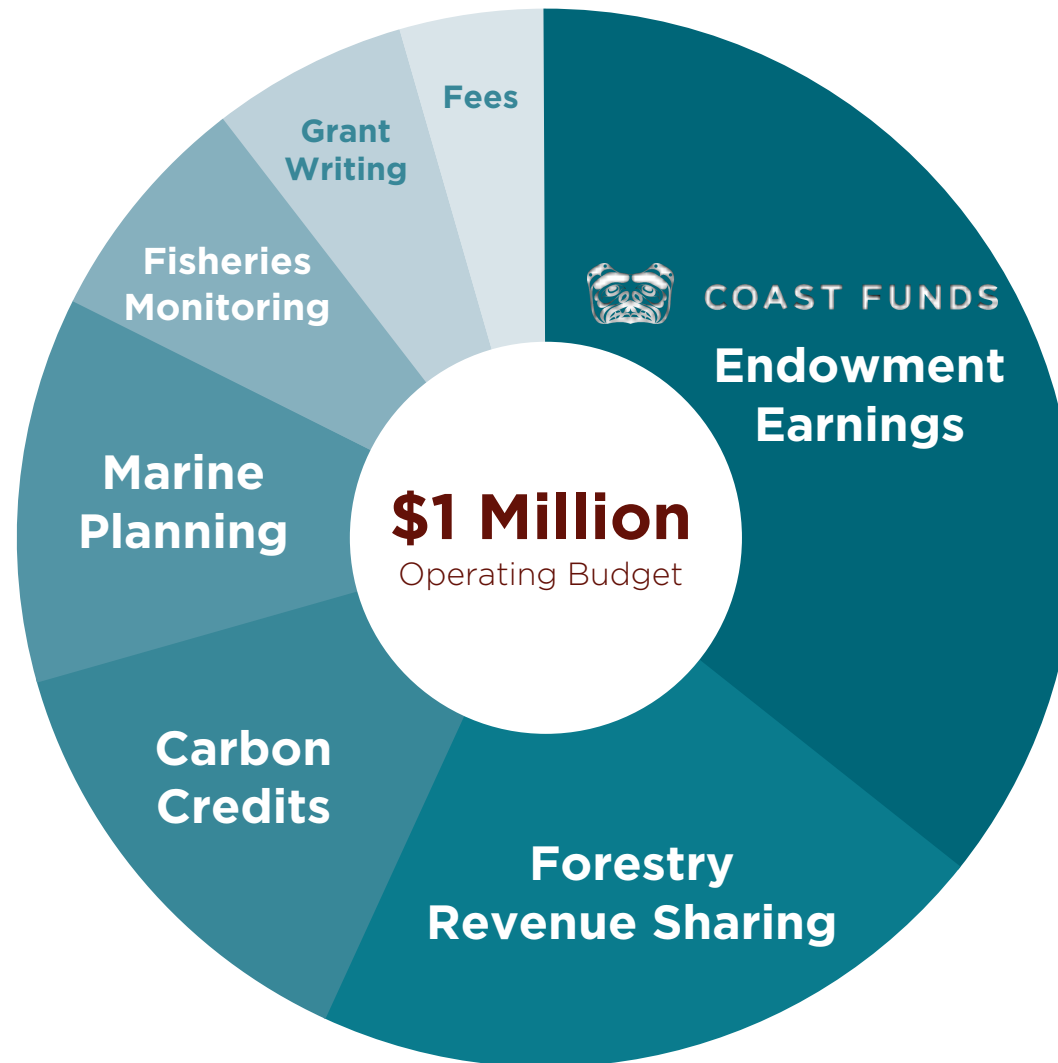 Fees
Grant
Writing
Fisheries
Monitoring
COAST FUNDS
Endowment
Earnings
Marine
Planning
$1 Million
Operating Budget
Carbon
Credits
Forestry
Revenue Sharing